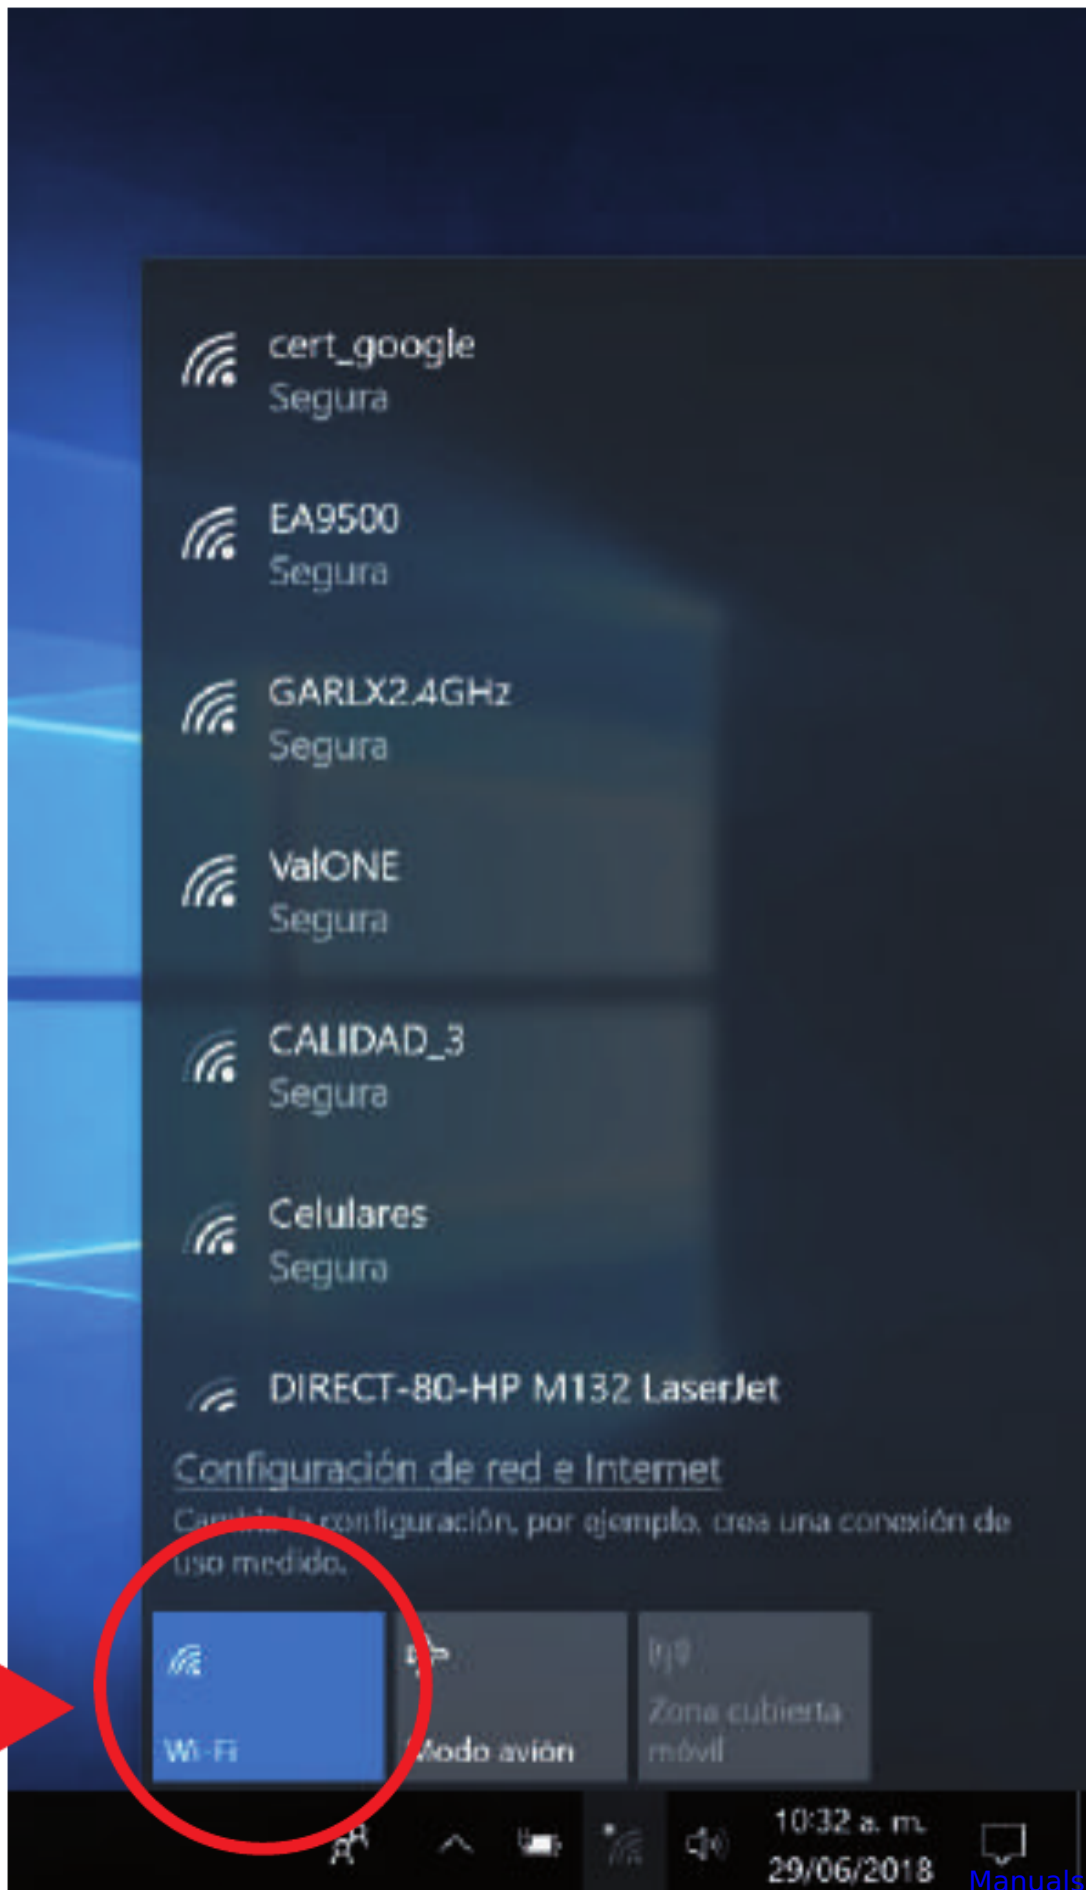 cert_google
Segura
EA9500
Segura
GARLX2.4GHz
Segura
ValONE
Segura
CALIDAD_3
Segura
Celulares
Segura
DIRECT-80-HP M132 LaserJet
Configuración de red e Internet
Cambia la configuración, por ejemplo, crea una conexión de
uso medido.
Wi-Fi
Modo avión
Zona cubierta
móvil
10:32 a. m.
29/06/2018
Manuals